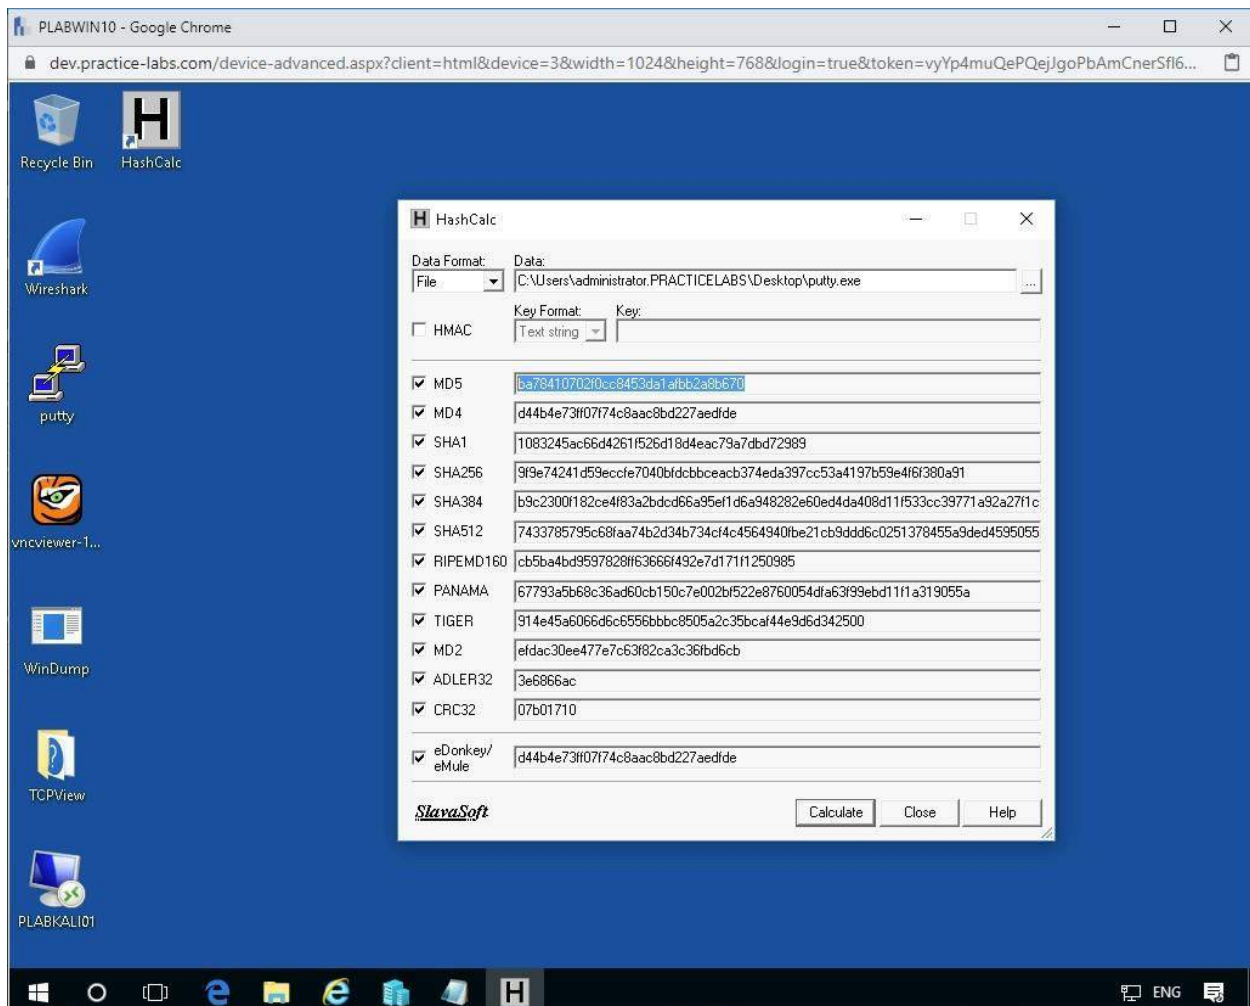 PLABWIN10 - Google Chrome
dev.practice-labs.com/device-advanced.aspx?client=html&device=3&width=1024&height=768&login=true&token=vyYp4muQePQejJgoPbAmCnerSfl6...
Recycle Bin
HashCalc
Wireshark
putty
vncviewer-1...
WinDump
TCPView
PLABKALI01
H HashCalc
Data Format: Data:
File C:\Users\administrator.PRACTICELABS\Desktop\putty.exe ...
Key Format: Key:
HMAC Text string
MD5 ba78410702f0cc8453da1afbb2a8b670
MD4 d44b4e73ff07f74c8aac8bd227aedfde
SHA1 1083245ac66d4261f526d18d4eac79a7dbd72989
SHA256 9f9e74241d59eccfe7040bfdcbbceacb374eda397cc53a4197b59e4f6f380a91
SHA384 b9c2300f182ce4f83a2bdcd66a95ef1d6a948282e60ed4da408d11f533cc39771a92a27f1c
SHA512 7433785795c68faa74b2d34b734cf4c4564940fbe21cb9ddd6c0251378455a9ded4595055
RIPEMD160 cb5ba4bd9597828ff63666f492e7d171f1250985
PANAMA 67793a5b68c36ad60cb150c7e002bf522e8760054dfa63f99ebd11f1a319055a
TIGER 914e45a6066d6c6556bbbc8505a2c35bcaf44e9d6d342500
MD2 efdac30ee477e7c63f82ca3c36fbd6cb
ADLER32 3e6866ac
CRC32 07b01710
eDonkey/
eMule d44b4e73ff07f74c8aac8bd227aedfde
SlavaSoft Calculate Close Help
H ENG